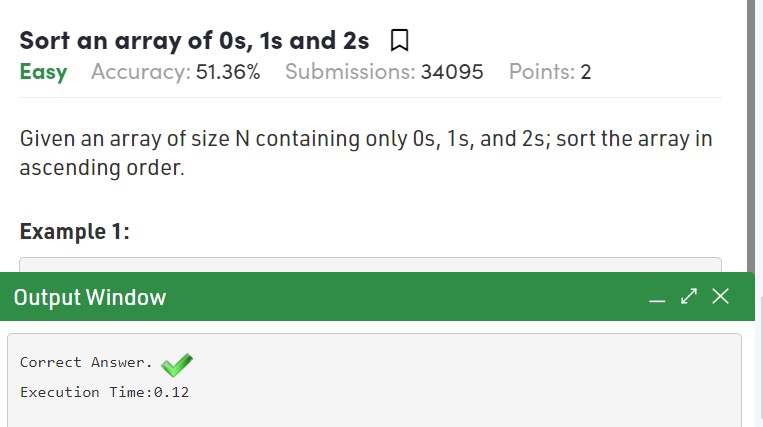 Sort an array of 0s, 1s and 2s
Easy Accuracy: 51.36% Submissions: 34095 Points: 2
Given an array of size N containing only 0s, 1s, and 2s; sort the array in
ascending order.
Example 1:
Output Window
Correct Answer.
Execution Time:0.12